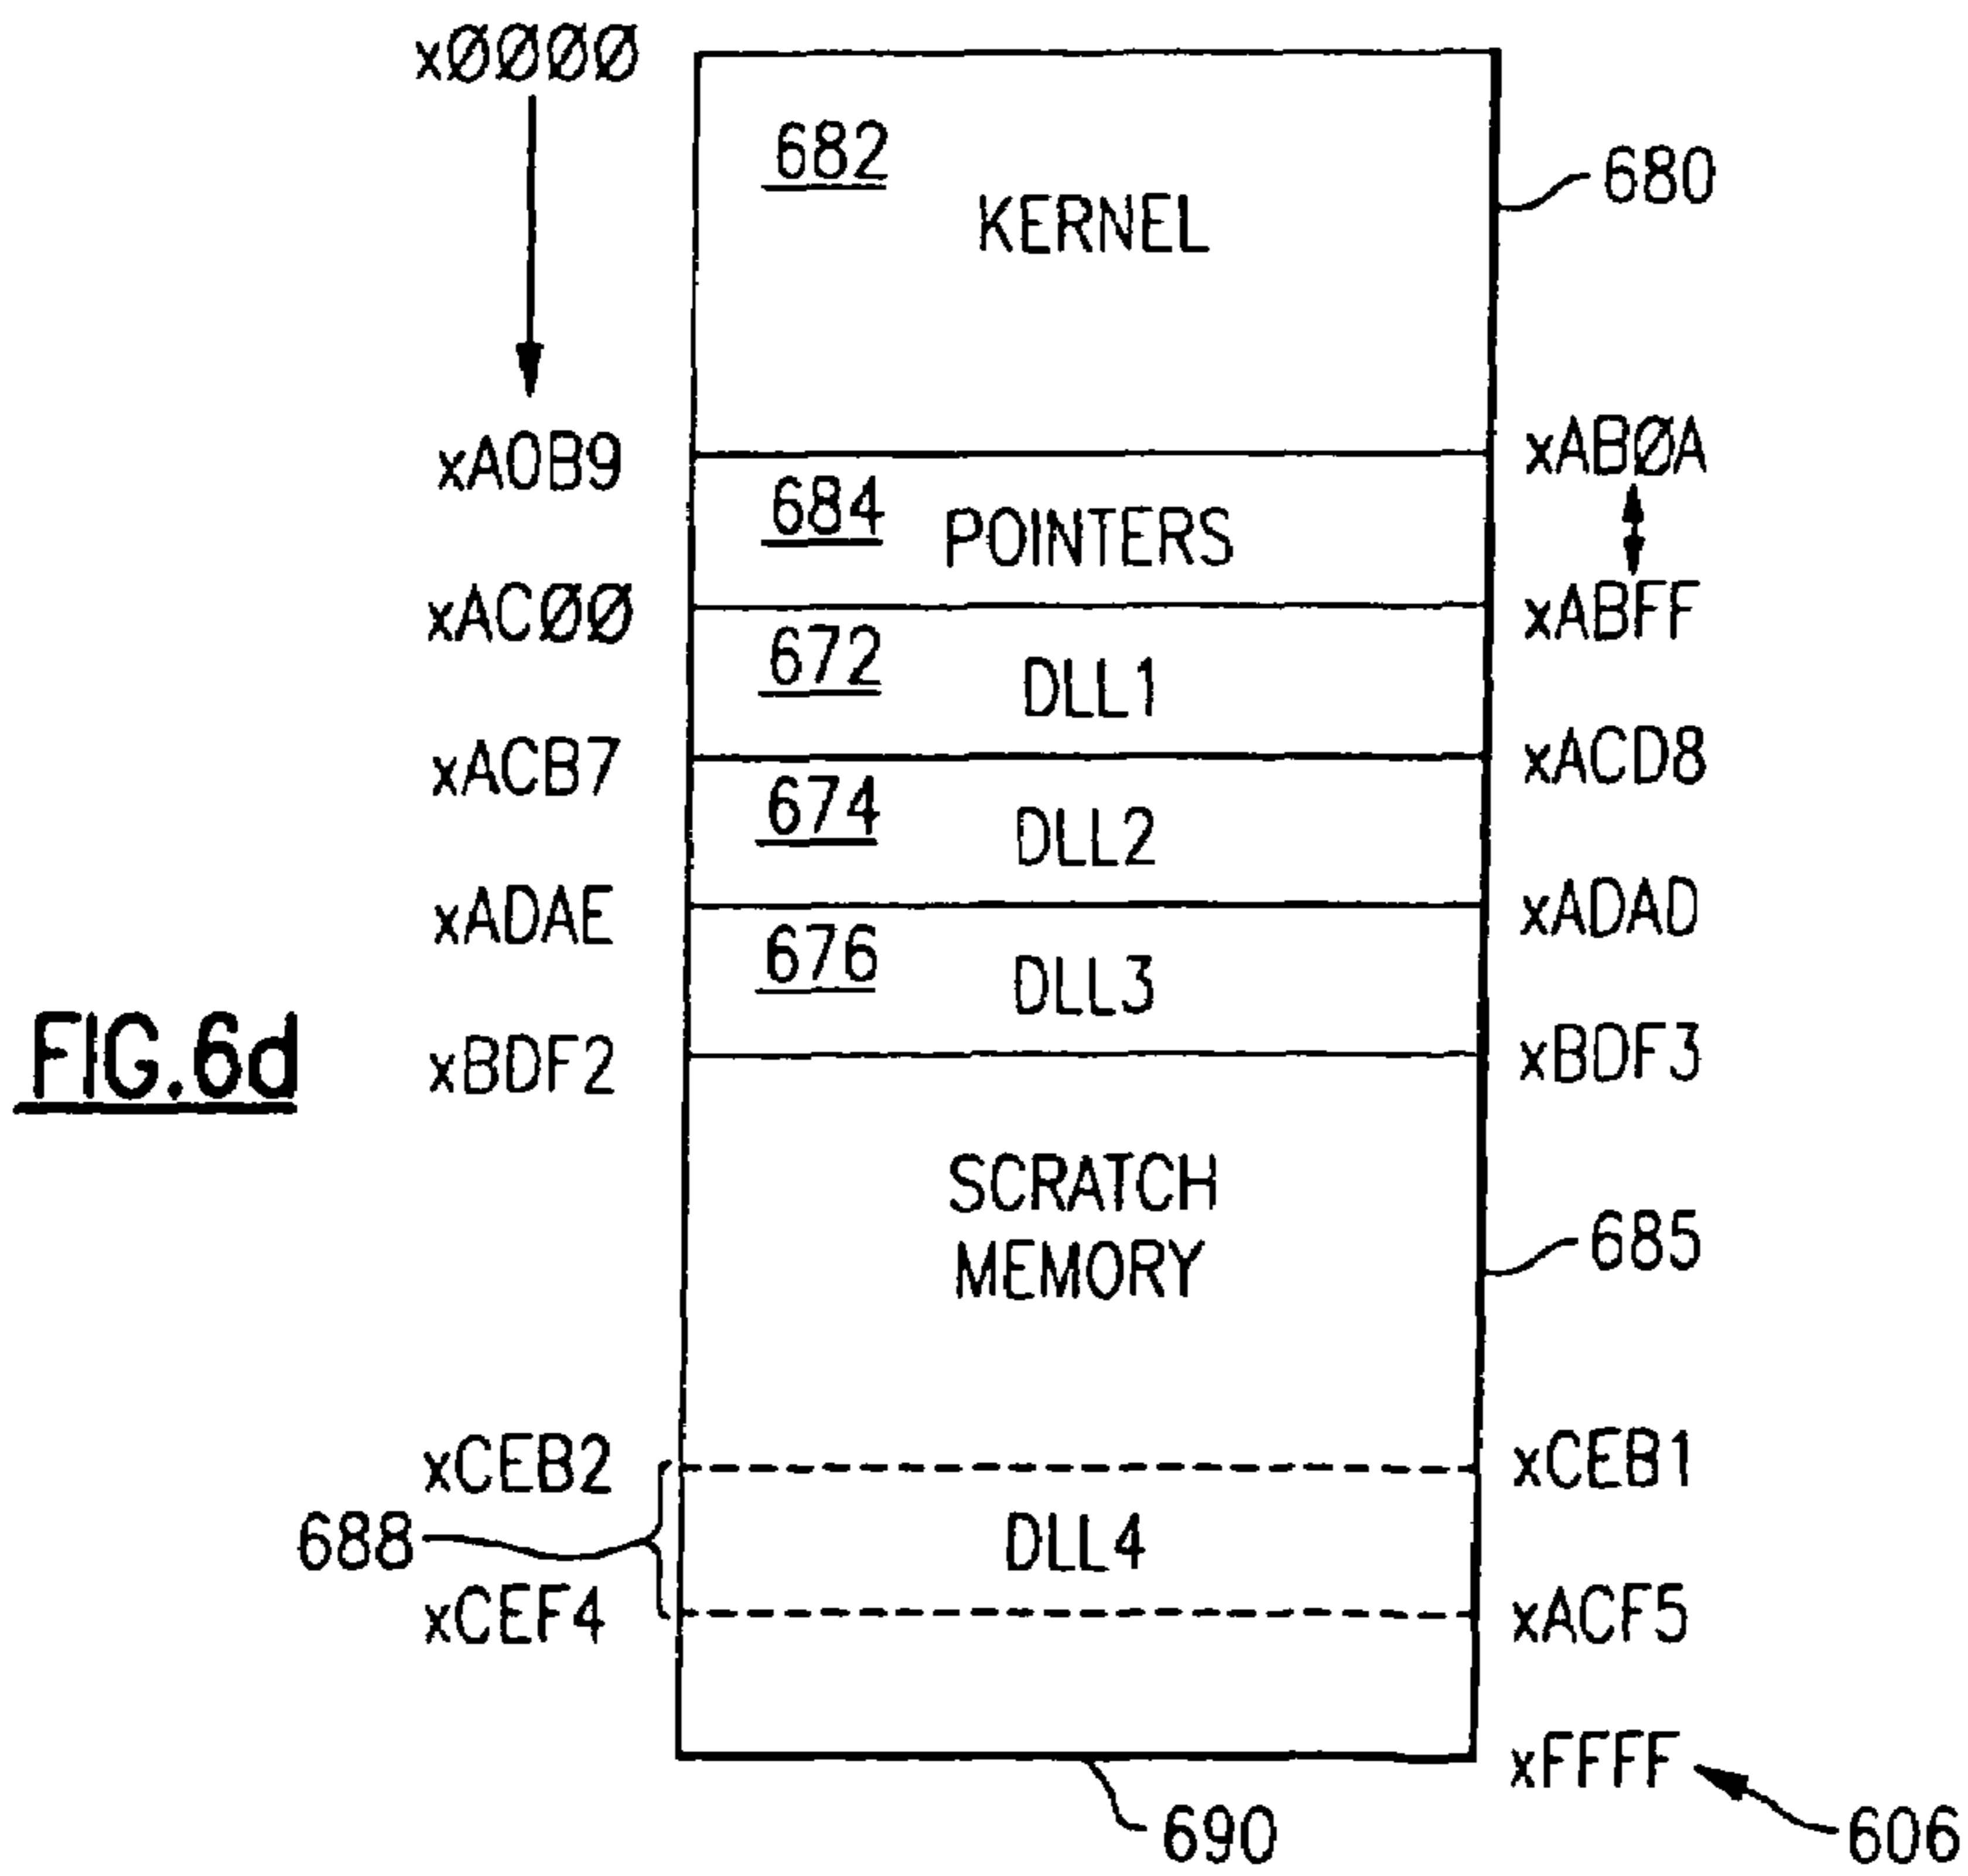 xØØØØ
682
KERNEL
680
xA0B9
xABØA
684
POINTERS
xACØØ
xABFF
672
DLL1
xACB7
xACD8
674
DLL2
xADAE
xADAD
676
DLL3
FIG.6d
xBDF2
xBDF3
SCRATCH
MEMORY
685
xCEB2
xCEB1
688
DLL4
xCEF4
xACF5
xFFFF
690
606